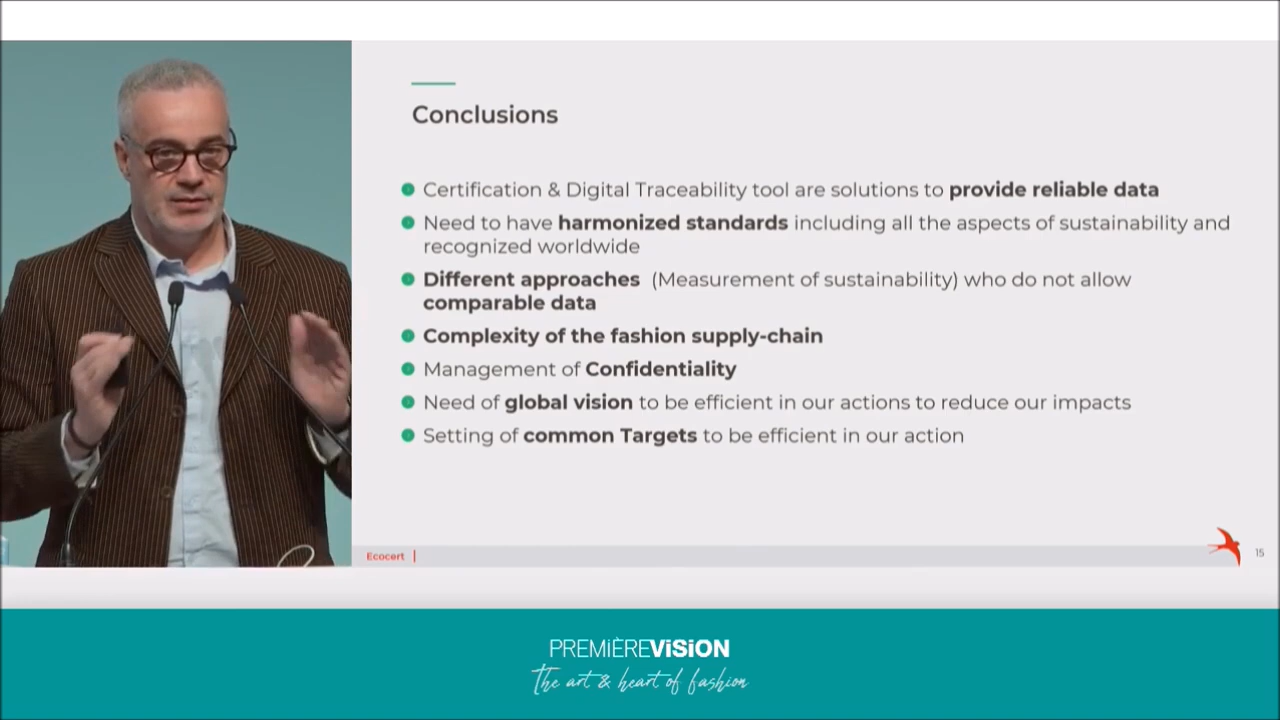 Conclusions
Certification & Digital Traceability tool are solutions to provide reliable data
Need to have harmonized standards including all the aspects of sustainability and
recognized worldwide
Different approaches (Measurement of sustainability) who do not allow
comparable data
Complexity of the fashion supply-chain
Management of Confidentiality
Need of global vision to be efficient in our actions to reduce our impacts
Setting of common Targets to be efficient in our action
Ecocert
15
PREMIÈREVISION
The art & heart of fashion